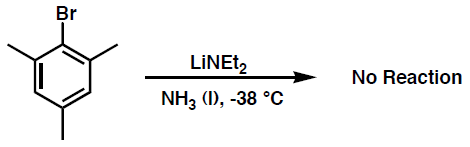 Br
LiNEt₂
NH₃ (l), -38 °C
No Reaction